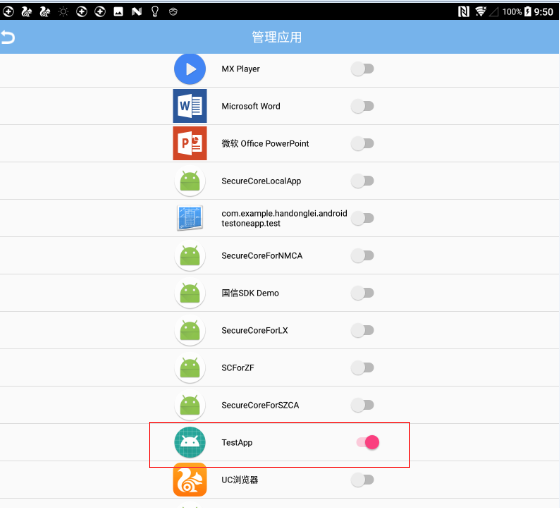 100% 9:50
管理应用
MX Player
Microsoft Word
微软 Office PowerPoint
SecureCoreLocalApp
com.example.handonglei.android
testoneapp.test
SecureCoreForNMCA
国信SDK Demo
SecureCoreForLX
SCForZF
SecureCoreForSZCA
TestApp
UC浏览器